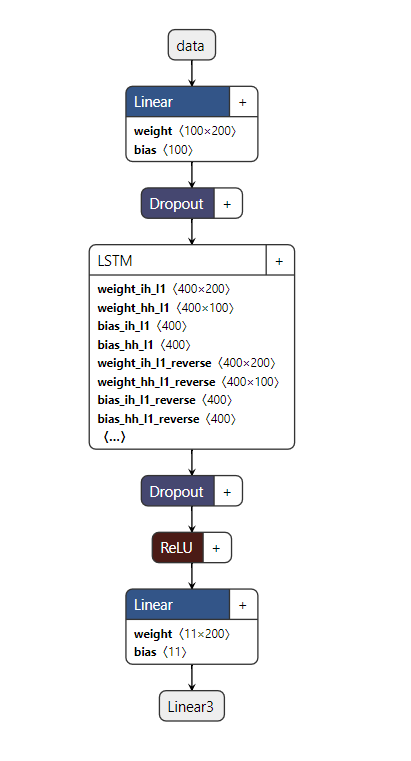 data
Linear +
weight 〈100×200〉
bias 〈100〉
Dropout +
LSTM +
weight_ih_l1 〈400×200〉
weight_hh_l1 〈400×100〉
bias_ih_l1 〈400〉
bias_hh_l1 〈400〉
weight_ih_l1_reverse 〈400×200〉
weight_hh_l1_reverse 〈400×100〉
bias_ih_l1_reverse 〈400〉
bias_hh_l1_reverse 〈400〉
〈...〉
Dropout +
ReLU +
Linear +
weight 〈11×200〉
bias 〈11〉
Linear3